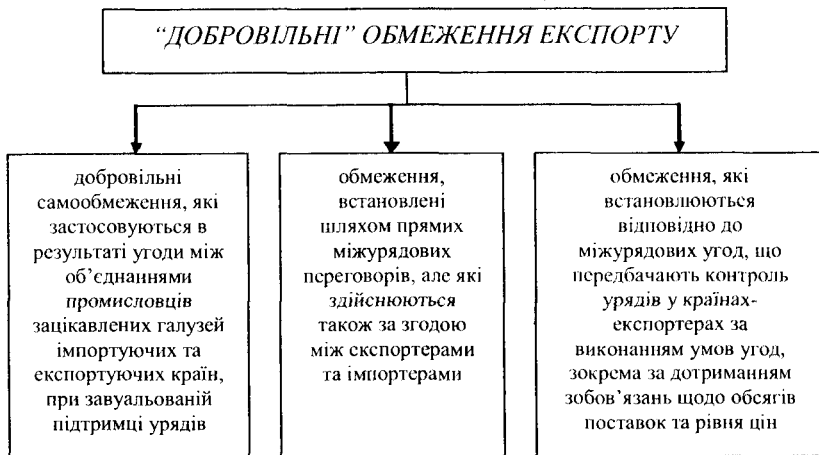 “ДОБРОВІЛЬНІ” ОБМЕЖЕННЯ ЕКСПОРТУ
добровільні
самообмеження, які
застосовуються в
результаті угоди між
об’єднаннями
промисловців
зацікавлених галузей
імпортуючих та
експортуючих країн,
при завуальованій
підтримці урядів
обмеження,
встановлені
шляхом прямих
міжурядових
переговорів, але які
здійснюються
також за згодою
між експортерами
та імпортерами
обмеження, які
встановлюються
відповідно до
міжурядових угод, що
передбачають контроль
урядів у країнах-
експортерах за
виконанням умов угод,
зокрема за дотриманням
зобов’язань щодо обсягів
поставок та рівня цін